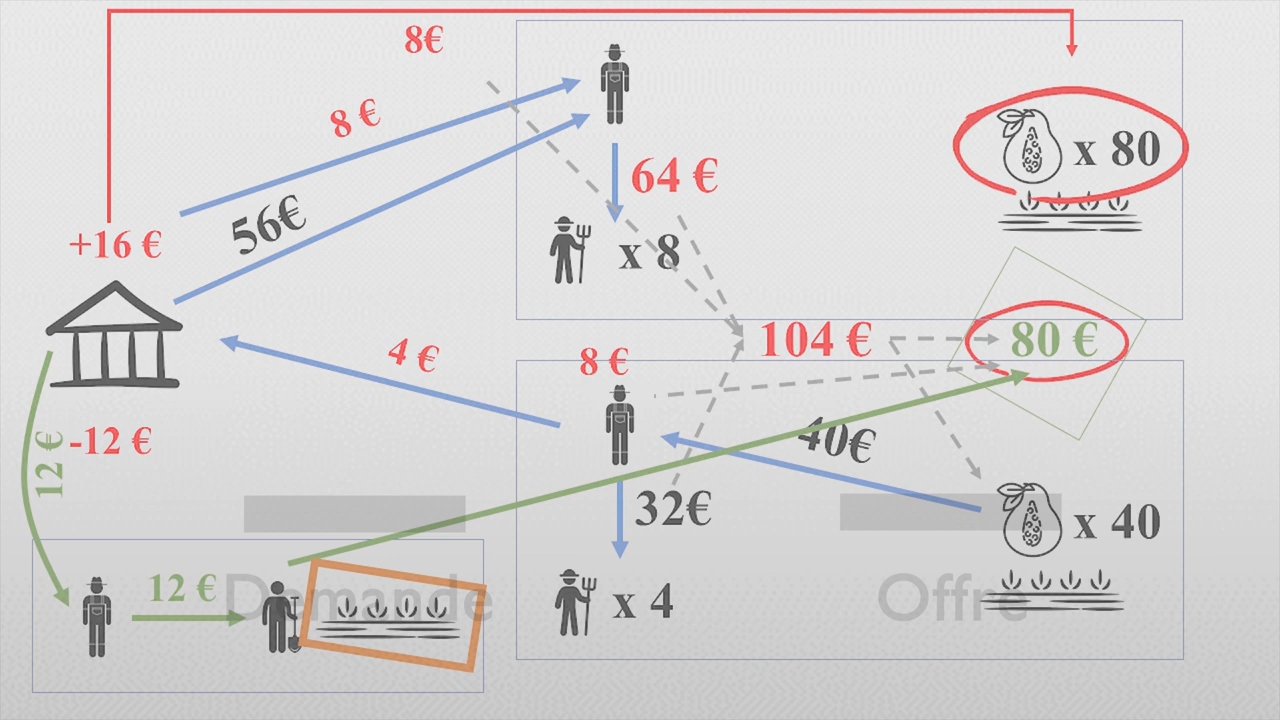 8€
8 €
56€
+16 €
64 €
x 80
x 8
104 €
80 €
4 €
8 €
-12 €
12 €
40€
32€
x 40
12 €
Demande
Offre
x 4